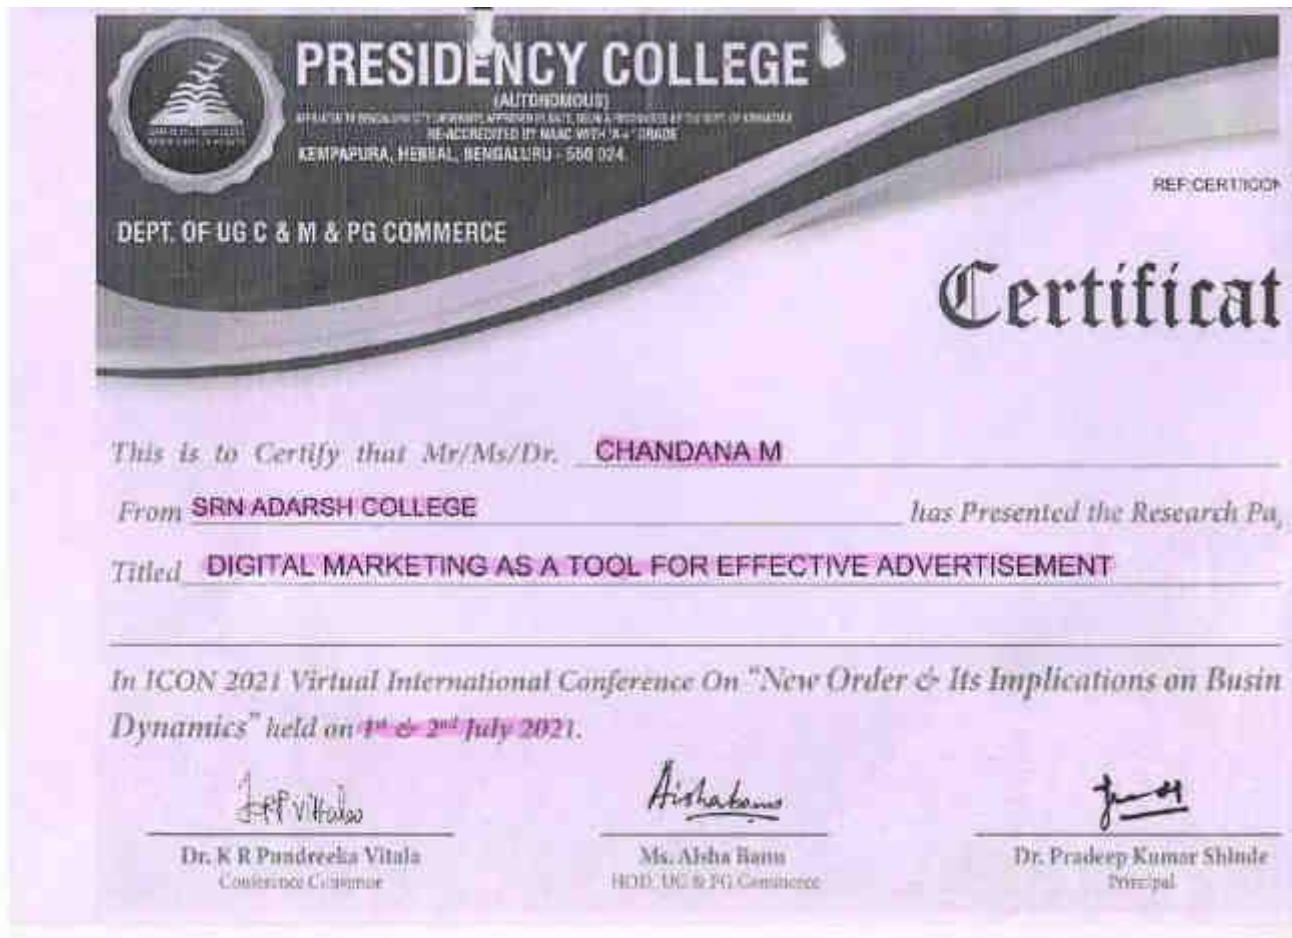 PRESIDENCY COLLEGE
(AUTONOMOUS)
RE-ACCREDITED BY NAAC WITH 'A+' GRADE
KEMPAPURA, HEBBAL, BENGALURU - 560 024
REF:CERT/ICON
DEPT. OF UG C & M & PG COMMERCE
Certificat
This is to Certify that Mr/Ms/Dr. CHANDANA M
From SRN ADARSH COLLEGE has Presented the Research Pa
Titled DIGITAL MARKETING AS A TOOL FOR EFFECTIVE ADVERTISEMENT
In ICON 2021 Virtual International Conference On "New Order & Its Implications on Busin
Dynamics" held on 1st & 2nd July 2021.
Aishabanu
Dr. K R Pundreeka Vitala Ms. Aisha Banu Dr. Pradeep Kumar Shinde
Conference Convenor HOD, UG & PG Commerce Principal